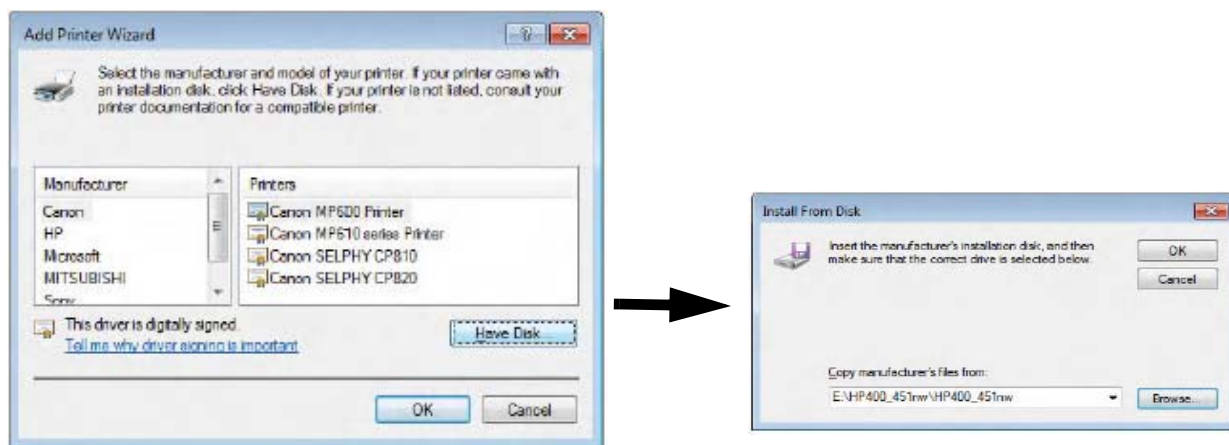 Add Printer Wizard
Select the manufacturer and model of your printer. If your printer came with
an installation disk, click Have Disk. If your printer is not listed, consult your
printer documentation for a compatible printer.
Manufacturer
Canon
HP
Microsoft
MITSUBISHI
Sony
Printers
Canon MP600 Printer
Canon MP610 series Printer
Canon SELPHY CP810
Canon SELPHY CP820
This driver is digitally signed.
Tell me why driver signing is important
Have Disk...
OK
Cancel
Install From Disk
Insert the manufacturer's installation disk, and then
make sure that the correct drive is selected below.
OK
Cancel
Copy manufacturer's files from:
E:\HP400_451nw\HP400_451nw
Browse...